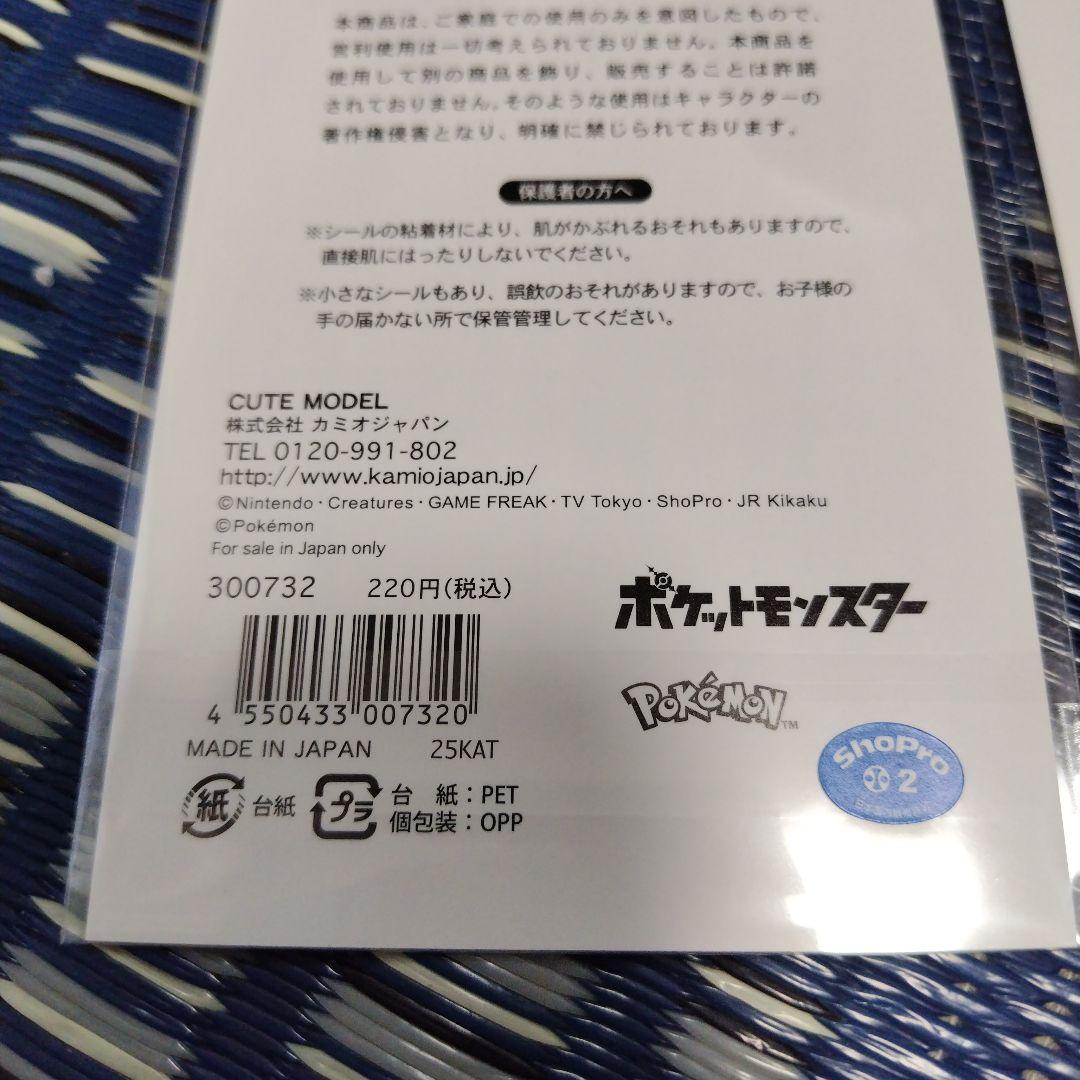 本商品は、ご家庭での使用のみを意図したもので、
営利使用は一切考えられておりません。本商品を
使用して別の商品を飾り、販売することは許諾
されておりません。そのような使用はキャラクターの
著作権侵害となり、明確に禁じられております。
保護者の方へ
※シールの粘着材により、肌がかぶれるおそれもありますので、
直接肌にはったりしないでください。
※小さなシールもあり、誤飲のおそれがありますので、お子様の
手の届かない所で保管管理してください。
CUTE MODEL
株式会社 カミオジャパン
TEL 0120-991-802
http://www.kamiojapan.jp/
©Nintendo・Creatures・GAME FREAK・TV Tokyo・ShoPro・JR Kikaku
©Pokémon
For sale in Japan only
300732 220円(税込)
ポケットモンスター
POKéMON™
4 550433 007320
MADE IN JAPAN 25KAT
ShoPro
2
紙 台紙
プラ 台 紙：PET
個包装：OPP